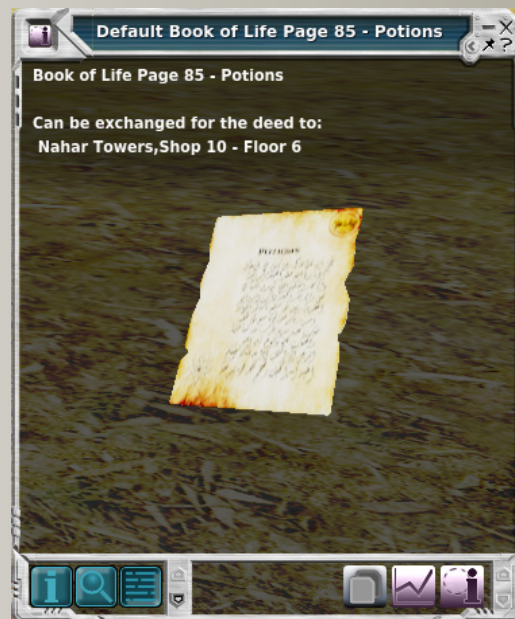 Default Book of Life Page 85 - Potions
Book of Life Page 85 - Potions
Can be exchanged for the deed to:
Nahar Towers,Shop 10 - Floor 6